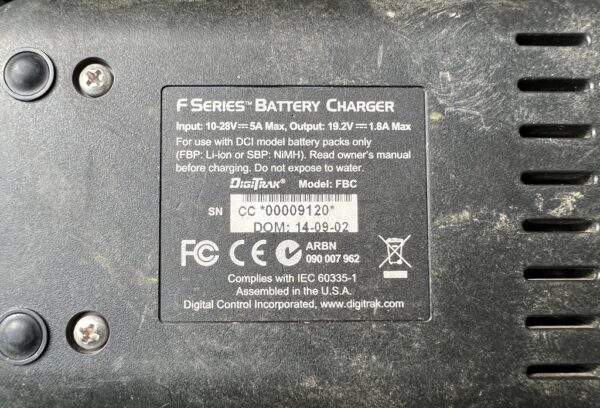 F SERIES™ BATTERY CHARGER
Input: 10-28V⎓5A Max, Output: 19.2V⎓1.8A Max
For use with DCI model battery packs only
(FBP: Li-ion or SBP: NiMH). Read owner's manual
before charging. Do not expose to water.
DIGITRAK® Model: FBC
SN CC *00009120*
DOM: 14-09-02
FC CE ARBN
090 007 962
Complies with IEC 60335-1
Assembled in the U.S.A.
Digital Control Incorporated, www.digitrak.com